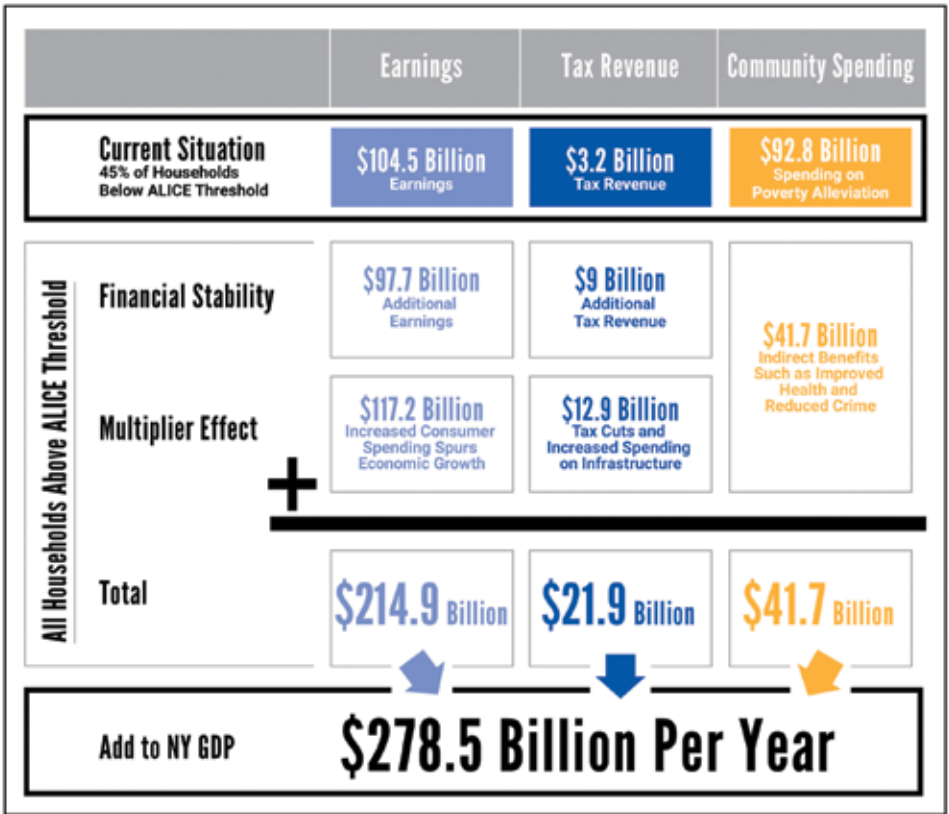 Earnings
Tax Revenue
Community Spending
Current Situation
45% of Households
Below ALICE Threshold
$104.5 Billion
Earnings
$3.2 Billion
Tax Revenue
$92.8 Billion
Spending on
Poverty Alleviation
All Households Above ALICE Threshold
Financial Stability
$97.7 Billion
Additional
Earnings
$9 Billion
Additional
Tax Revenue
$41.7 Billion
Indirect Benefits
Such as Improved
Health and
Reduced Crime
Multiplier Effect
$117.2 Billion
Increased Consumer
Spending Spurs
Economic Growth
$12.9 Billion
Tax Cuts and
Increased Spending
on Infrastructure
+
Total
$214.9 Billion
$21.9 Billion
$41.7 Billion
Add to NY GDP
$278.5 Billion Per Year